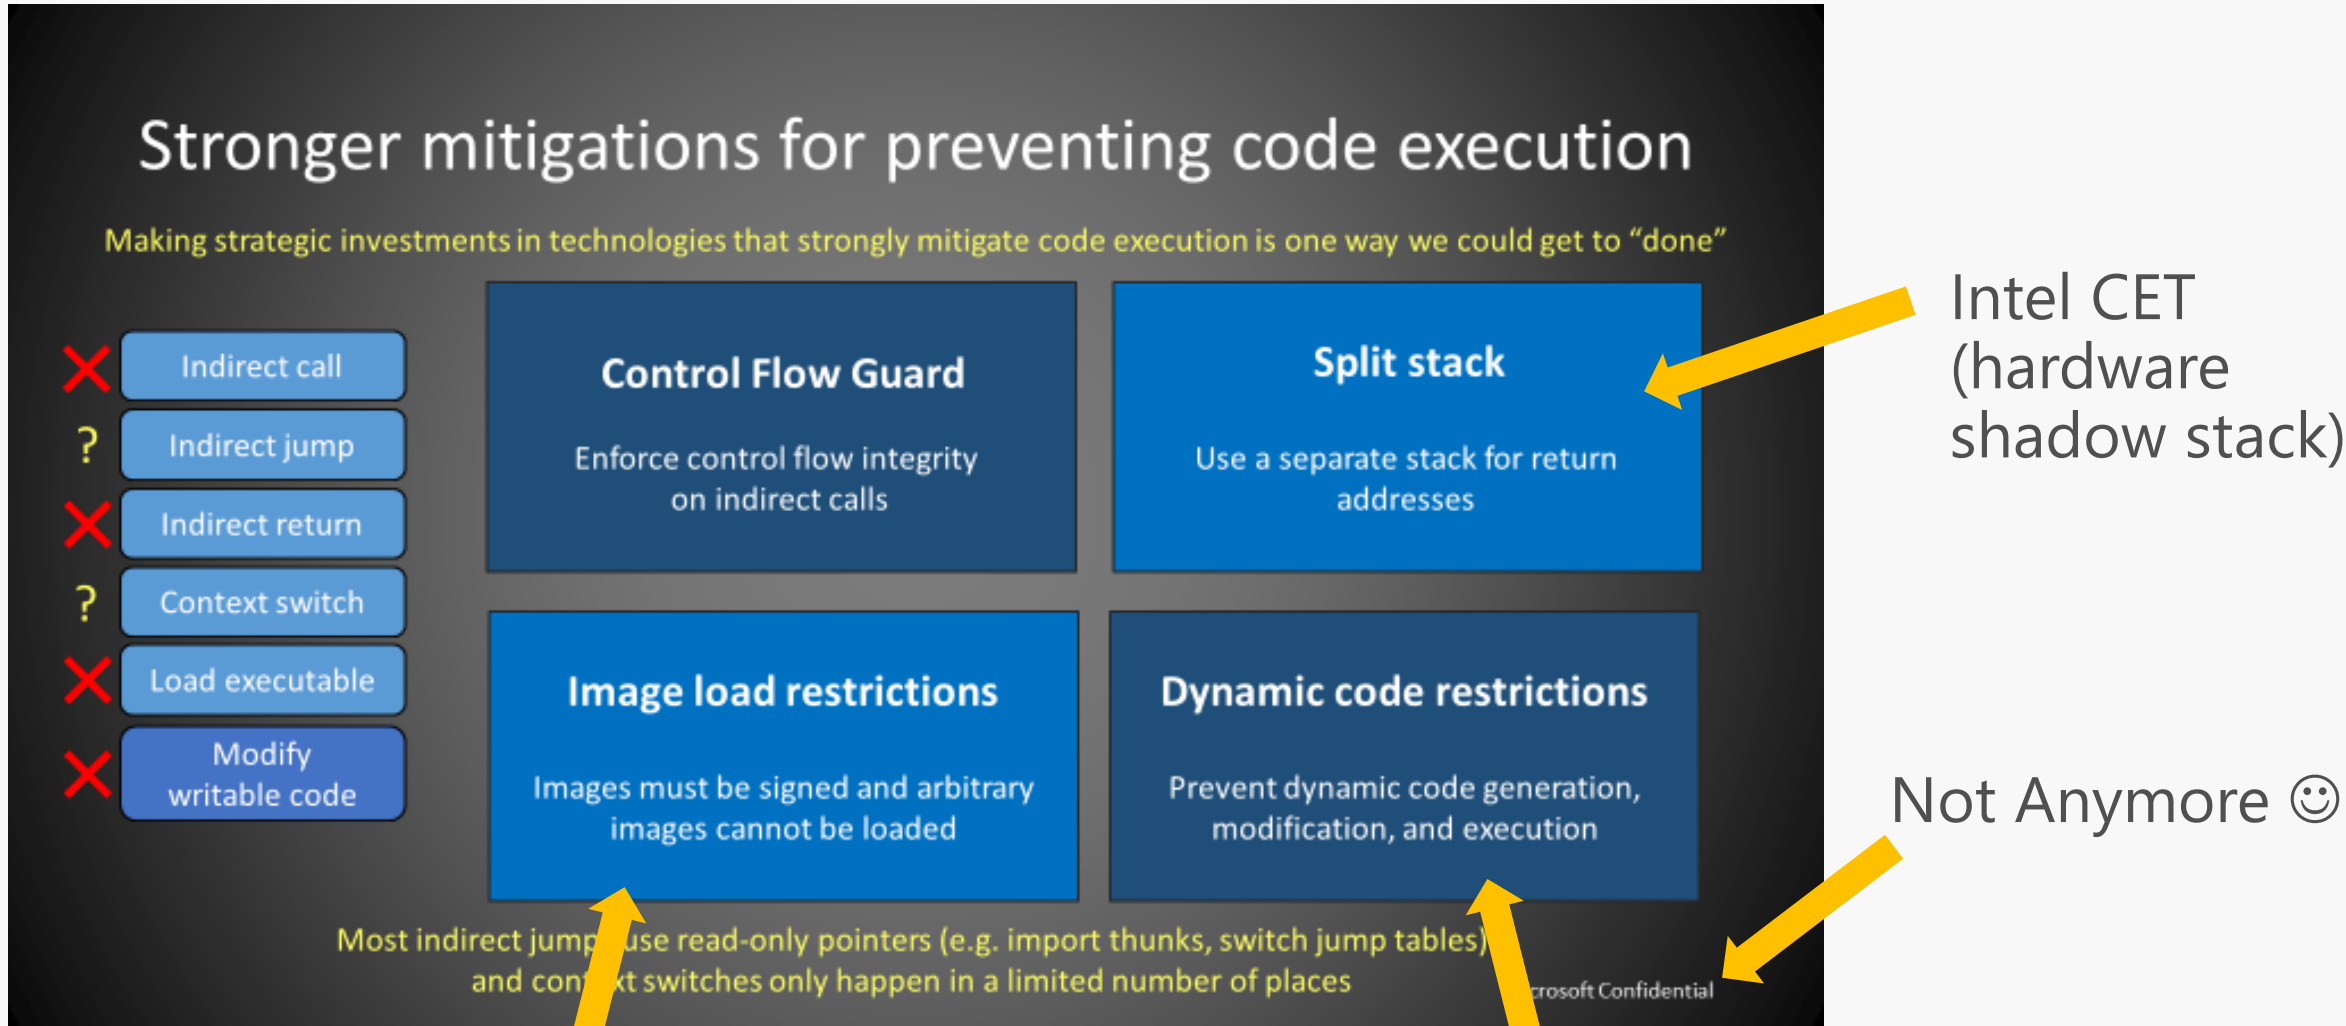 Stronger mitigations for preventing code execution
Making strategic investments in technologies that strongly mitigate code execution is one way we could get to “done”
Indirect call
?
Indirect jump
Indirect return
?
Context switch
Load executable
Modify
writable code
Control Flow Guard
Enforce control flow integrity
on indirect calls
Split stack
Use a separate stack for return
addresses
Image load restrictions
Images must be signed and arbitrary
images cannot be loaded
Dynamic code restrictions
Prevent dynamic code generation,
modification, and execution
Most indirect jump use read-only pointers (e.g. import thunks, switch jump tables)
and context switches only happen in a limited number of places
Confidential
Intel CET
(hardware
shadow stack)
Not Anymore ☺